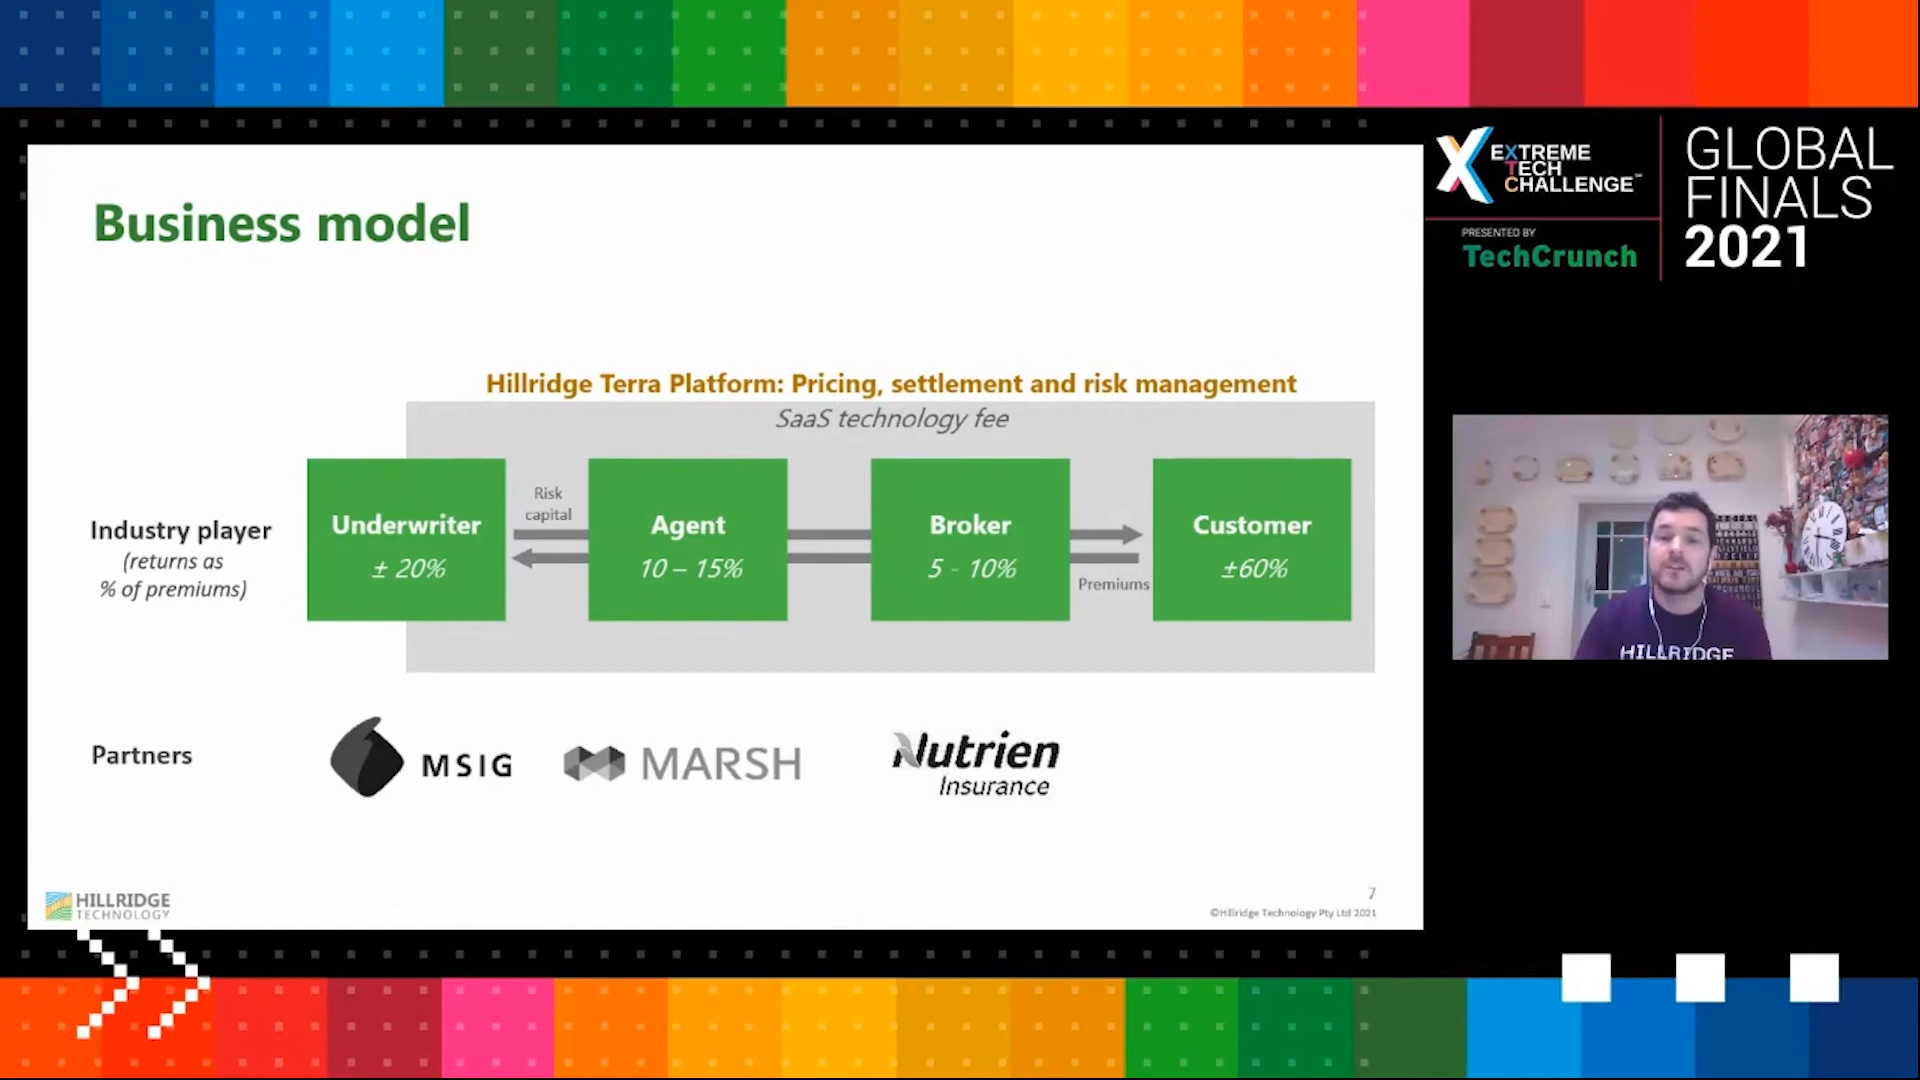 Business model
Hillridge Terra Platform: Pricing, settlement and risk management
SaaS technology fee
Industry player
(returns as
% of premiums)
Underwriter
± 20%
Risk
capital
Agent
10 – 15%
Broker
5 - 10%
Premiums
Customer
±60%
Partners
MSIG
MARSH
Nutrien
Insurance
HILLRIDGE
TECHNOLOGY
7
©Hillridge Technology Pty Ltd 2021
EXTREME
TECH
CHALLENGE
PRESENTED BY
TechCrunch
GLOBAL
FINALS
2021
HILLRIDGE